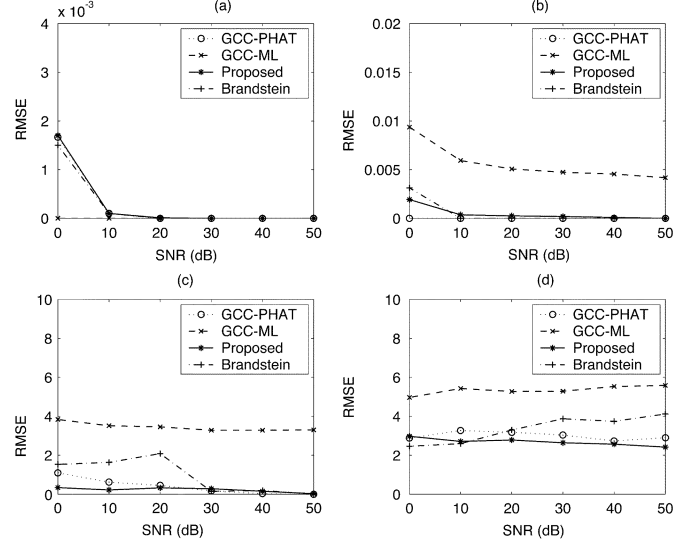 (a)
x 10⁻³
4
3
2
1
0
RMSE
GCC-PHAT
GCC-ML
Proposed
Brandstein
0 10 20 30 40 50
SNR (dB)
(b)
0.02
0.015
0.01
0.005
0
RMSE
GCC-PHAT
GCC-ML
Proposed
Brandstein
0 10 20 30 40 50
SNR (dB)
(c)
10
8
6
4
2
0
RMSE
GCC-PHAT
GCC-ML
Proposed
Brandstein
0 10 20 30 40 50
SNR (dB)
(d)
10
8
6
4
2
0
RMSE
GCC-PHAT
GCC-ML
Proposed
Brandstein
0 10 20 30 40 50
SNR (dB)